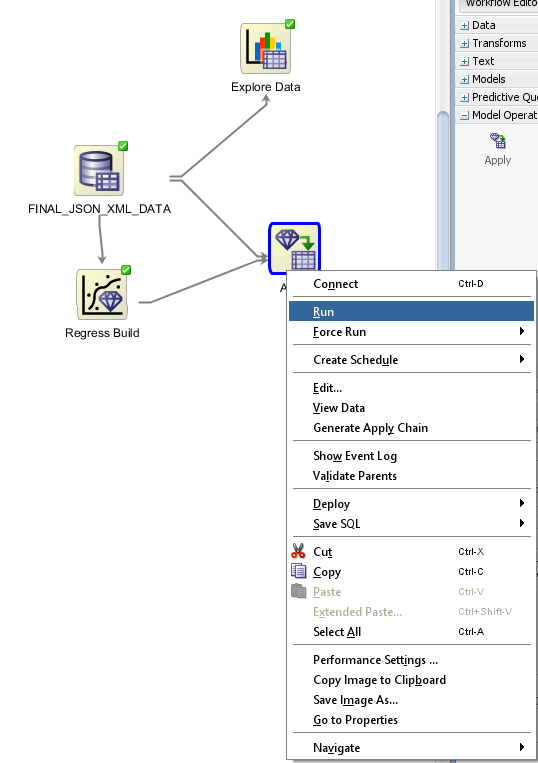 Workflow Edito
Data
Transforms
Text
Models
Predictive Que
Model Operat
Apply
Explore Data
FINAL_JSON_XML_DATA
Regress Build
A
Connect Ctrl-D
Run
Force Run
Create Schedule
Edit...
View Data
Generate Apply Chain
Show Event Log
Validate Parents
Deploy
Save SQL
Cut Ctrl-X
Copy Ctrl-C
Paste Ctrl-V
Extended Paste... Ctrl+Shift-V
Select All Ctrl-A
Performance Settings ...
Copy Image to Clipboard
Save Image As...
Go to Properties
Navigate